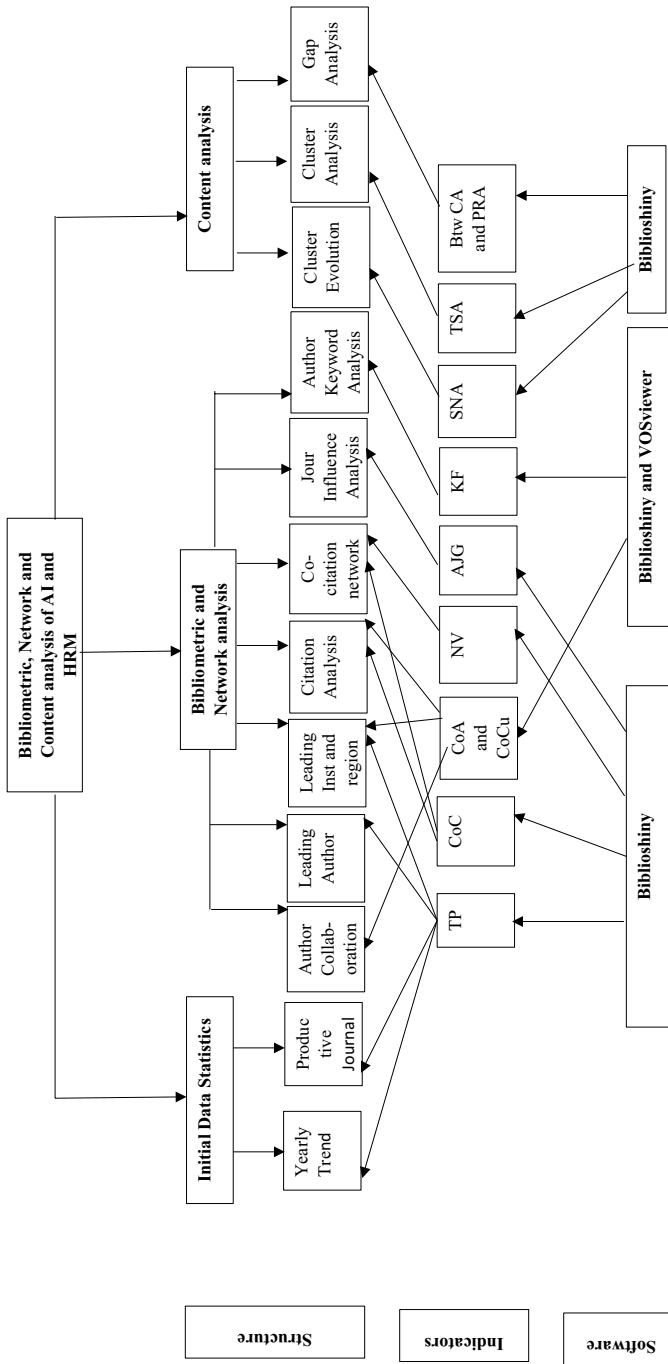 Bibliometric, Network and
Content analysis of AI and
HRM
Initial Data Statistics
Bibliometric and
Network analysis
Content analysis
Yearly
Trend
Produc
tive
Journal
Author
Collab-
oration
Leading
Author
Leading
Inst and
region
Citation
Analysis
Co-
citation
network
Jour
Influence
Analysis
Author
Keyword
Analysis
Cluster
Evolution
Cluster
Analysis
Gap
Analysis
TP
CoC
CoA
and
CoCu
NV
AJG
KF
SNA
TSA
Btw CA
and PRA
Biblioshiny
Biblioshiny and VOSviewer
Biblioshiny
Structure
Indicators
Software